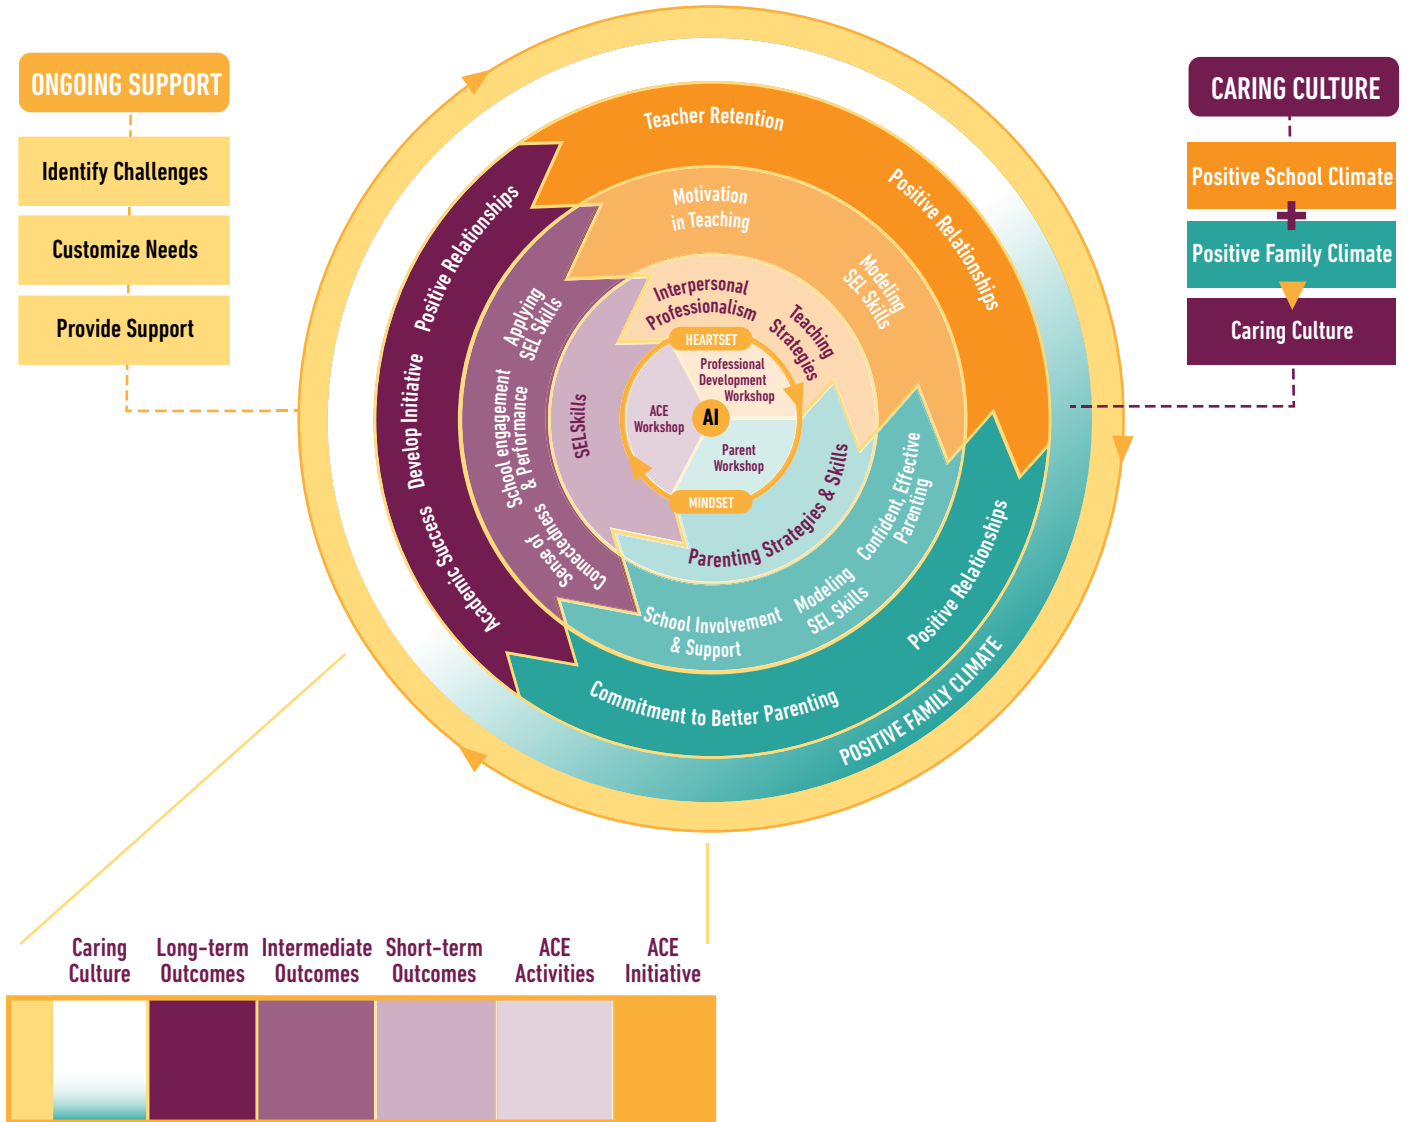 ONGOING SUPPORT
Identify Challenges
Customize Needs
Provide Support
CARING CULTURE
Positive School Climate
+
Positive Family Climate
Caring Culture
Teacher Retention
Positive Relationships
Positive Relationships
Commitment to Better Parenting
POSITIVE FAMILY CLIMATE
Academic Success
Develop Initiative
Positive Relationships
Motivation
in Teaching
Modeling
SEL Skills
Confident, Effective
Parenting
Modeling
SEL Skills
School Involvement
& Support
Sense of
Connectedness
School engagement
& Performance
Applying
SEL Skills
Interpersonal
Professionalism
Teaching
Strategies
Parenting Strategies & Skills
SELSkills
HEARTSET
Professional
Development
Workshop
ACE
Workshop
AI
Parent
Workshop
MINDSET
Caring
Culture
Long-term
Outcomes
Intermediate
Outcomes
Short-term
Outcomes
ACE
Activities
ACE
Initiative